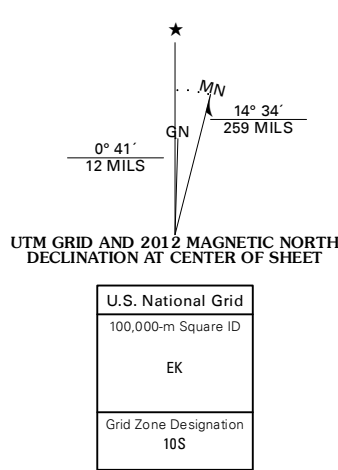 MN
GN
14° 34´
259 MILS
0° 41´
12 MILS
UTM GRID AND 2012 MAGNETIC NORTH
DECLINATION AT CENTER OF SHEET
U.S. National Grid
100,000-m Square ID
EK
Grid Zone Designation
10S